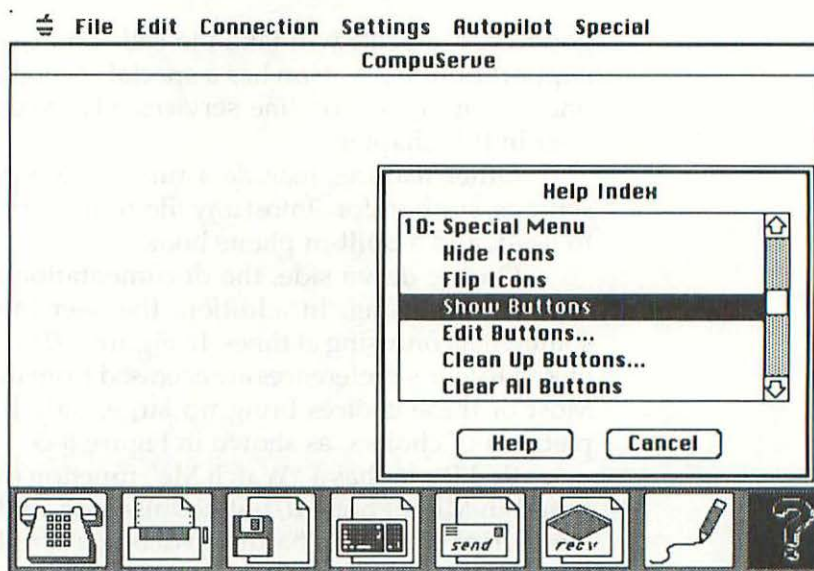 File Edit Connection Settings Autopilot Special
CompuServe
Help Index
10: Special Menu
Hide Icons
Flip Icons
Show Buttons
Edit Buttons...
Clean Up Buttons...
Clear All Buttons
Help Cancel
send recv ?